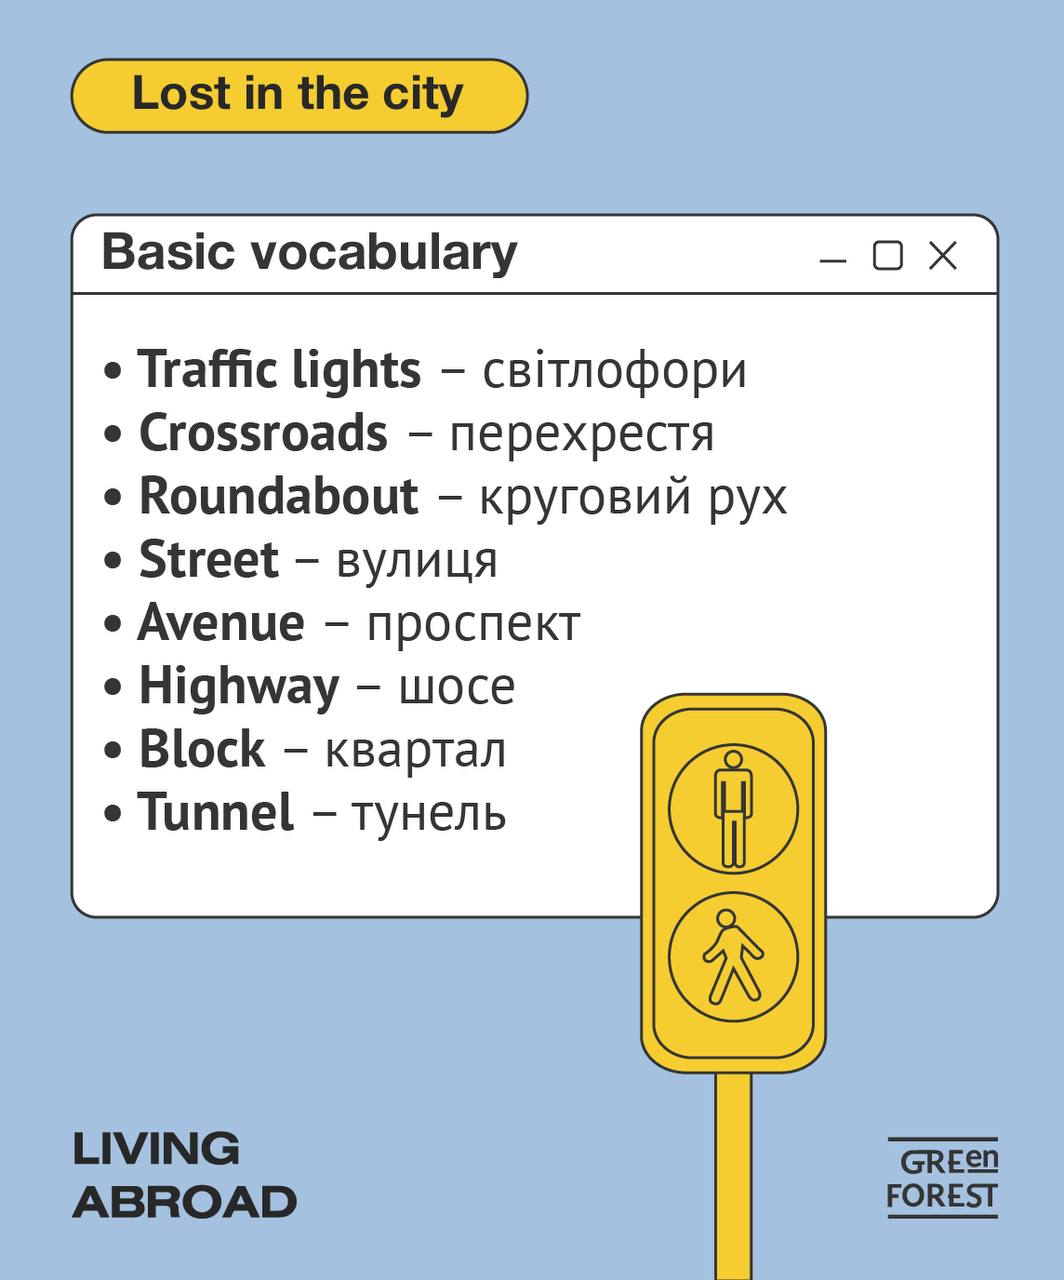 Lost in the city
Basic vocabulary
• Traffic lights – світлофори
• Crossroads – перехрестя
• Roundabout – круговий рух
• Street – вулиця
• Avenue – проспект
• Highway – шосе
• Block – квартал
• Tunnel – тунель
LIVING
ABROAD
GREen
FOREST